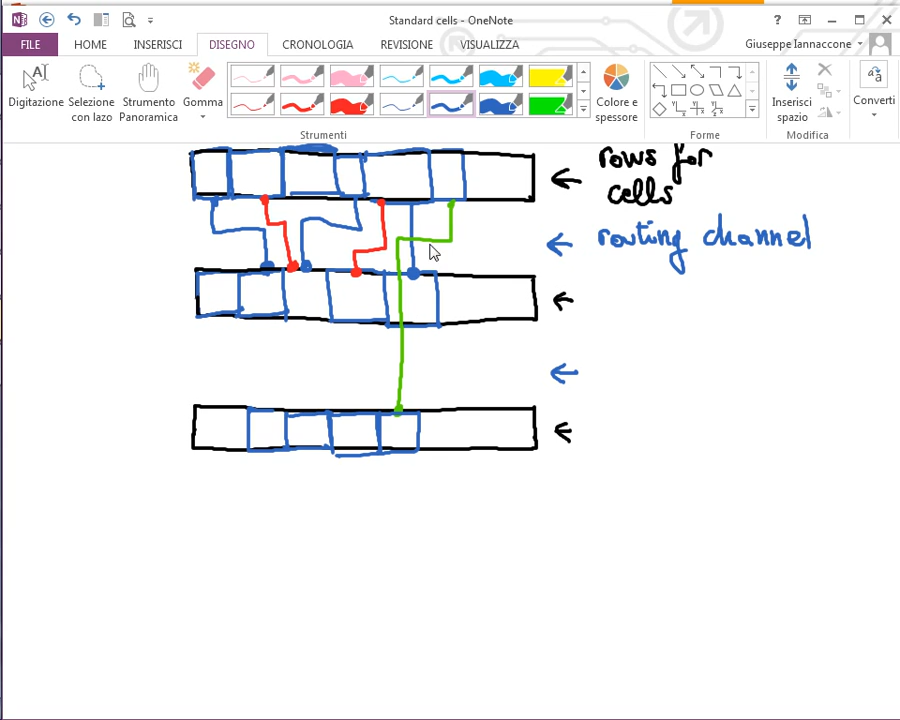 Standard cells - OneNote
FILE HOME INSERISCI DISEGNO CRONOLOGIA REVISIONE VISUALIZZA Giuseppe Iannaccone
Digitazione Selezione con lazo Strumento Panoramica Gomma Colore e spessore Inserisci spazio Converti
Strumenti Forme Modifica
rows for
cells
routing channel